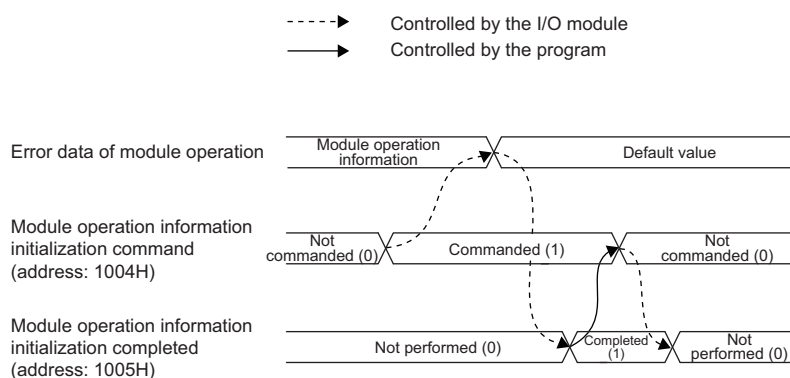 Controlled by the I/O module
Controlled by the program
Error data of module operation
Module operation
information
Default value
Module operation information
initialization command
(address: 1004H)
Not
commanded (0)
Commanded (1)
Not
commanded (0)
Module operation information
initialization completed
(address: 1005H)
Not performed (0)
Completed
(1)
Not
performed (0)